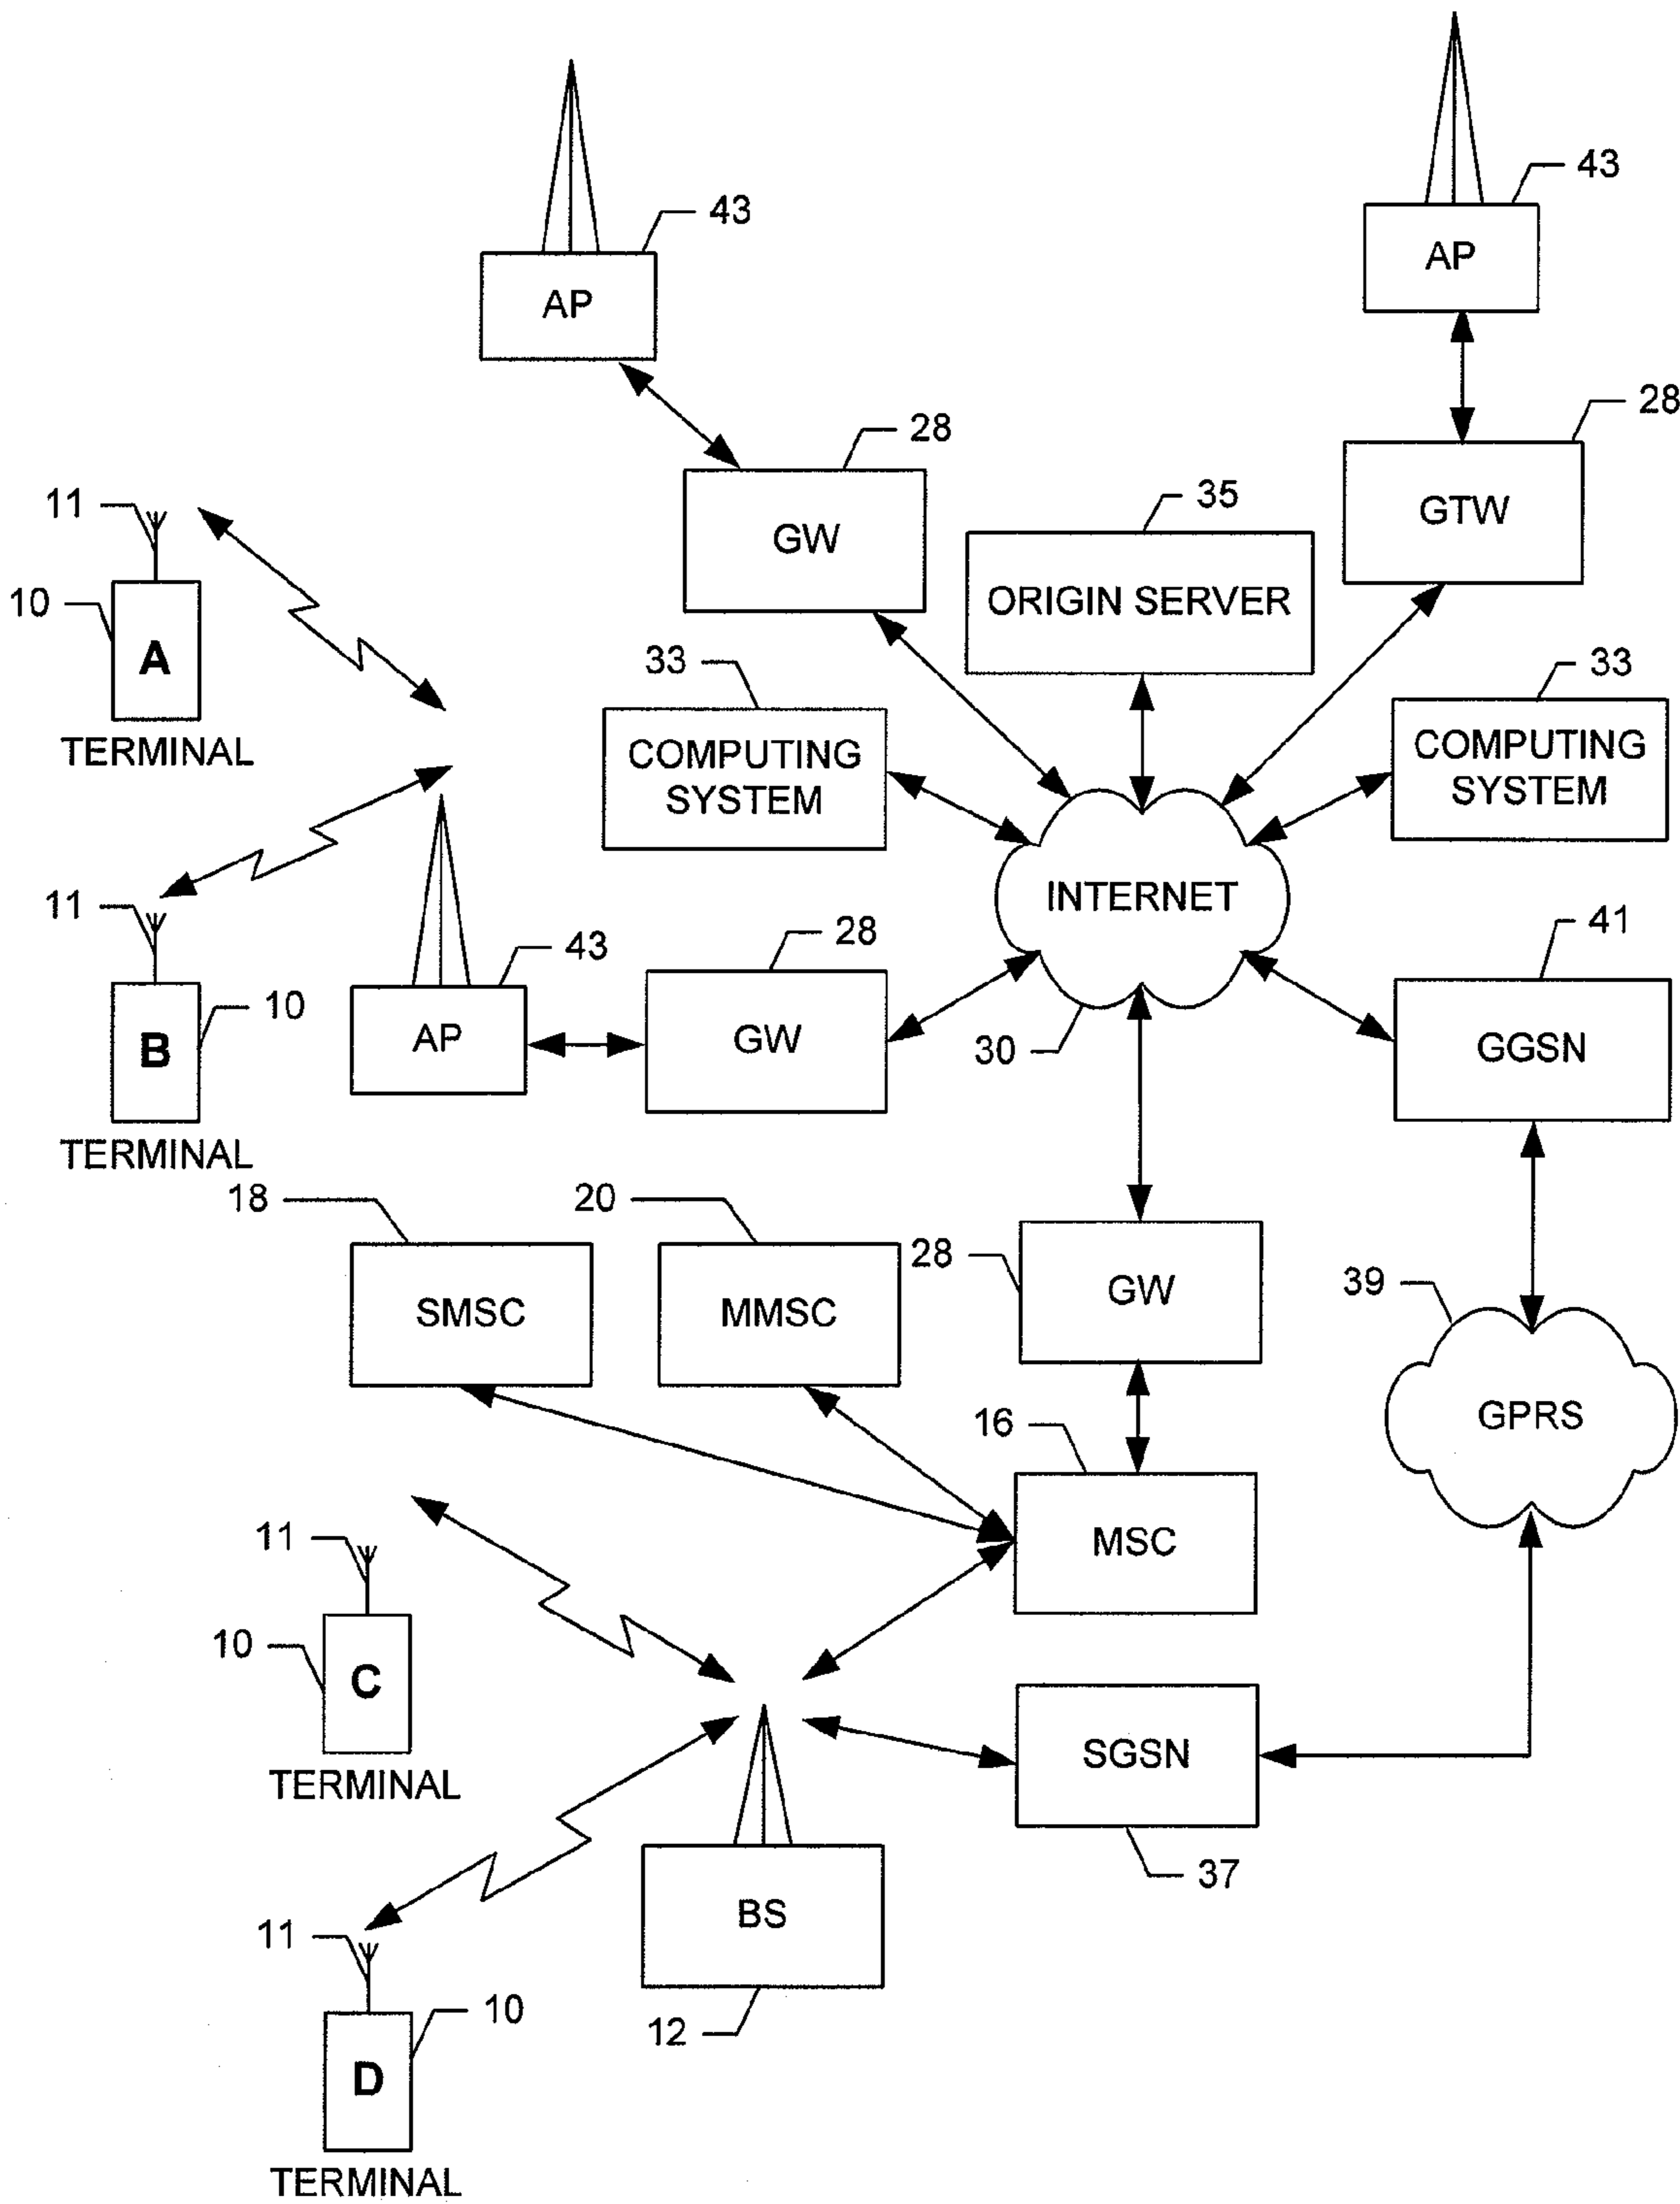 43
AP
43
AP
28
GW
28
GTW
35
ORIGIN SERVER
11
10
A
TERMINAL
33
COMPUTING
SYSTEM
33
COMPUTING
SYSTEM
INTERNET
30
11
10
B
TERMINAL
43
AP
28
GW
41
GGSN
18
SMSC
20
MMSC
28
GW
39
GPRS
16
MSC
11
10
C
TERMINAL
SGSN
37
BS
12
11
10
D
TERMINAL